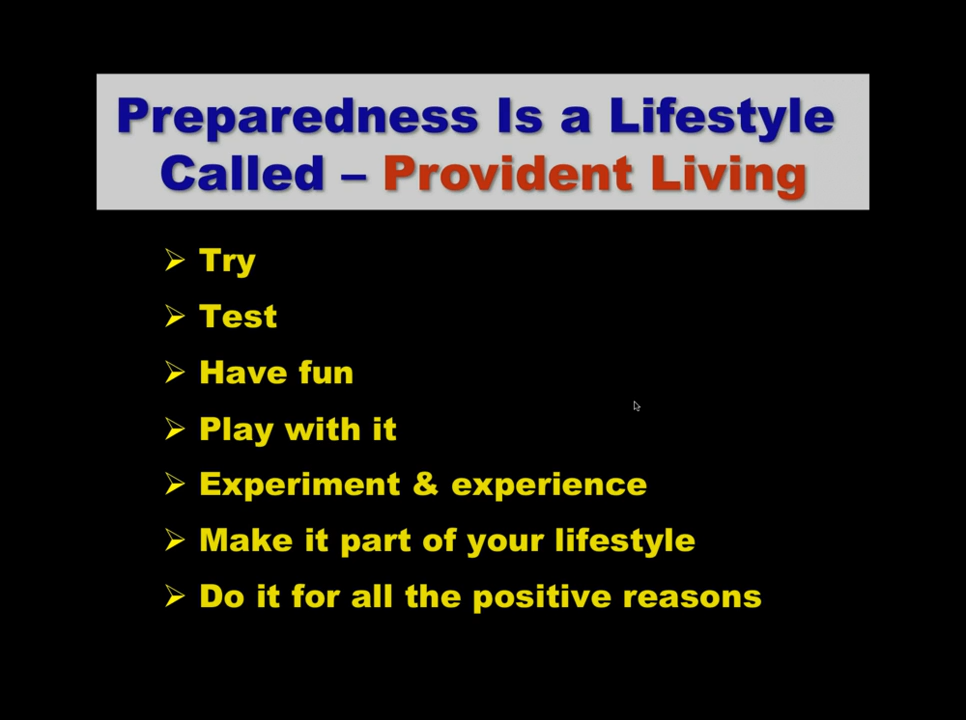 Preparedness Is a Lifestyle
Called – Provident Living
➢ Try
➢ Test
➢ Have fun
➢ Play with it
➢ Experiment & experience
➢ Make it part of your lifestyle
➢ Do it for all the positive reasons